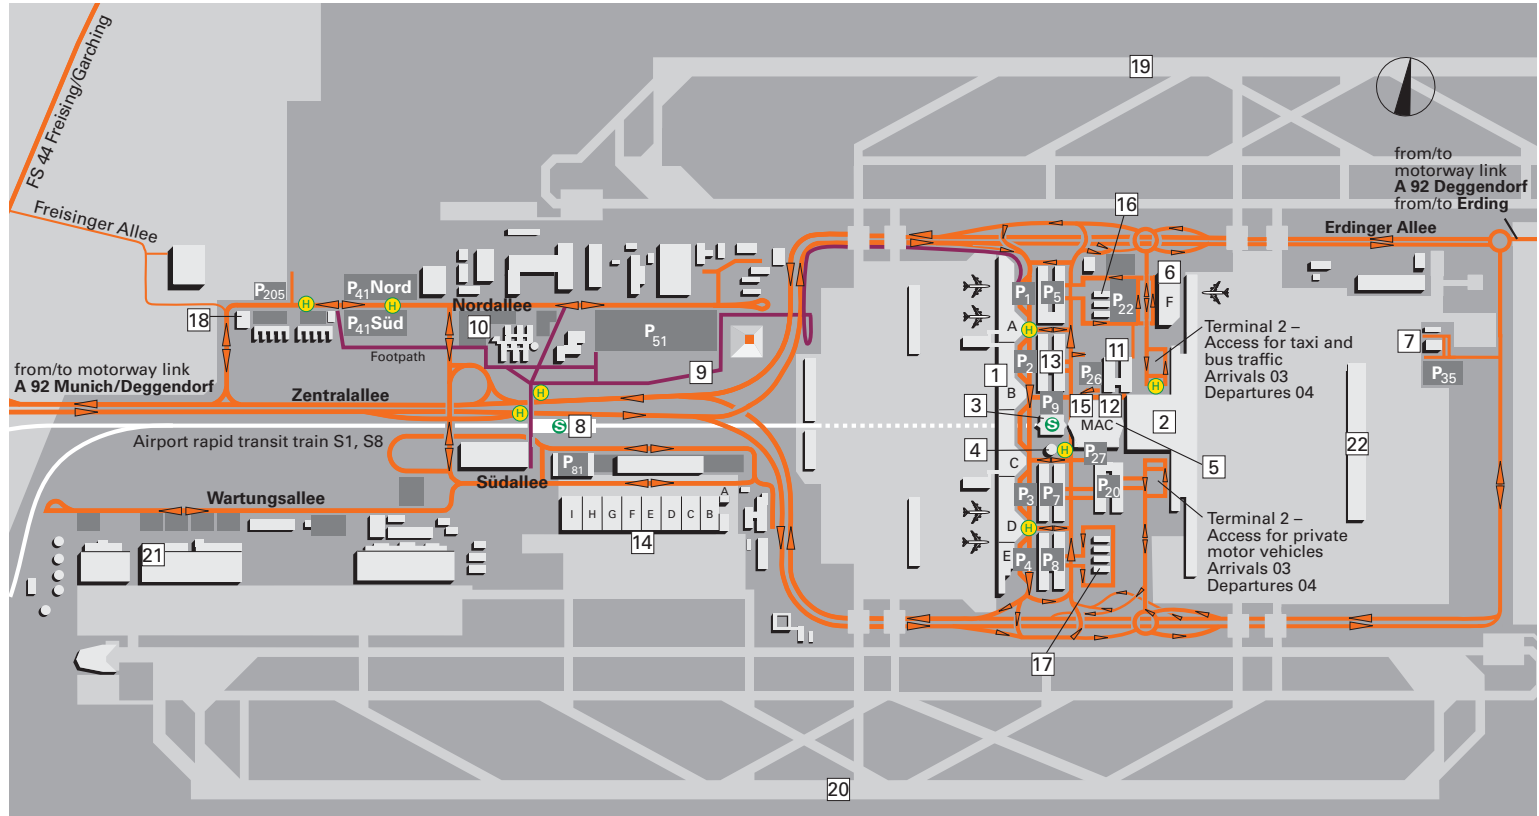 19
FS 44 Freising/Garching
from/to
motorway link
A 92 Deggendorf
from/to Erding
Freisinger Allee
16
Erdinger Allee
6
P205
P41Nord
H
H
Nordallee
P1
P5
P22
F
18
P41Süd
10
P51
A
H
Terminal 2 –
Access for taxi and
bus traffic
Arrivals 03
Departures 04
7
Footpath
from/to motorway link
A 92 Munich/Deggendorf
9
1
P2
13
P26
11
P35
Zentralallee
H
B
P9
H
H
3
S
15
12
MAC
2
Airport rapid transit train S1, S8
S
8
4
H
P27
5
22
C
P81
Südallee
Wartungsallee
A
P3
P7
P20
I
H
G
F
E
D
C
B
D
H
Terminal 2 –
Access for private
motor vehicles
Arrivals 03
Departures 04
14
21
E
P4
P8
17
20